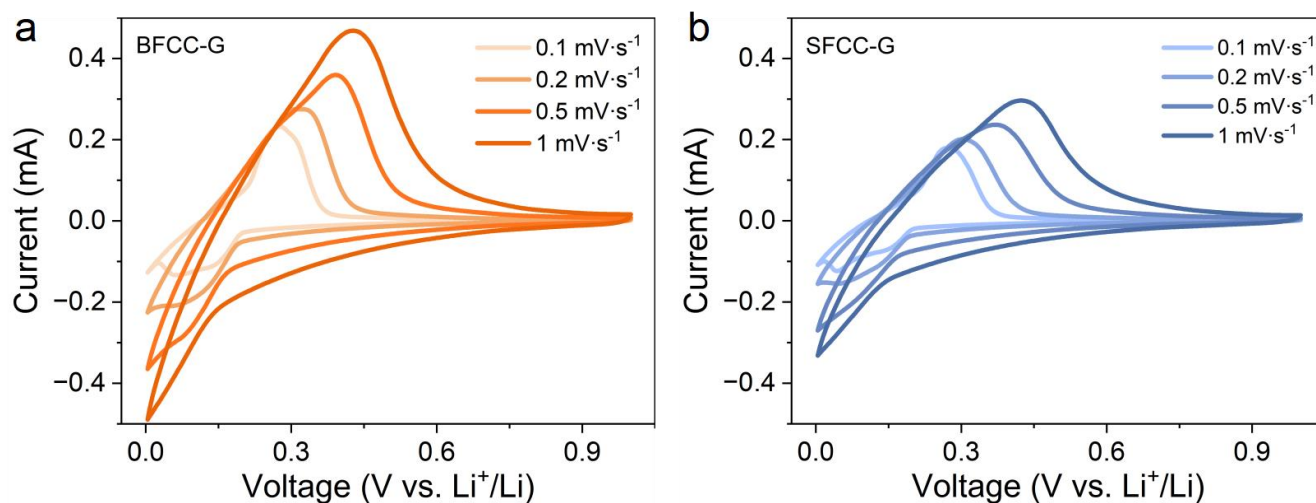 a
BFCC-G
0.1 mV·s⁻¹
0.2 mV·s⁻¹
0.5 mV·s⁻¹
1 mV·s⁻¹
Current (mA)
0.4
0.2
0.0
−0.2
−0.4
0.0 0.3 0.6 0.9
Voltage (V vs. Li⁺/Li)
b
SFCC-G
0.1 mV·s⁻¹
0.2 mV·s⁻¹
0.5 mV·s⁻¹
1 mV·s⁻¹
Current (mA)
0.4
0.2
0.0
−0.2
−0.4
0.0 0.3 0.6 0.9
Voltage (V vs. Li⁺/Li)